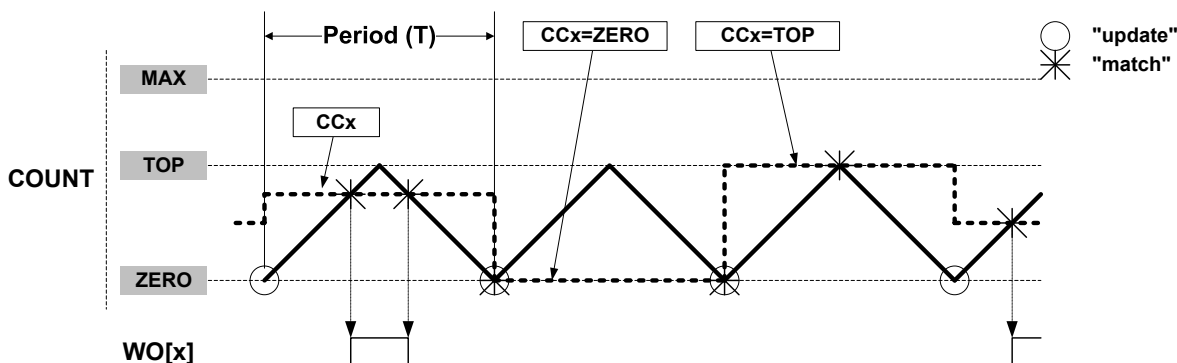 Period (T)
CCx=ZERO
CCx=TOP
"update"
"match"
MAX
CCx
TOP
COUNT
ZERO
WO[x]